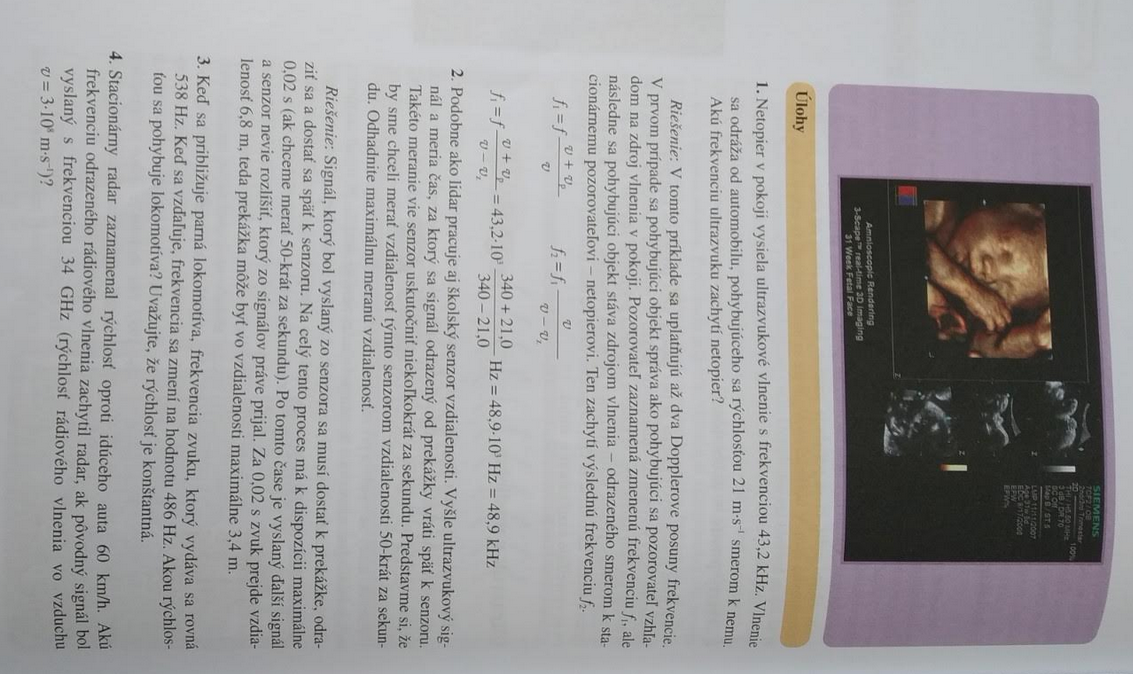 SIEMENS
Amnioscopic Rendering
3-Scape™ real-time 3D Imaging
31 Week Fetal Face
Úlohy
1. Netopier v pokoji vysiela ultrazvukové vlnenie s frekvenciou 43,2 kHz. Vlnenie
sa odráža od automobilu, pohybujúceho sa rýchlosťou 21 m·s⁻¹ smerom k nemu.
Akú frekvenciu ultrazvuku zachytí netopier?
Riešenie: V tomto príklade sa uplatňujú až dva Dopplerove posuny frekvencie.
V prvom prípade sa pohybujúci objekt správa ako pohybujúci sa pozorovateľ vzhľa-
dom na zdroj vlnenia v pokoji. Pozorovateľ zaznamená zmenenú frekvenciu f₁, ale
následne sa pohybujúci objekt stáva zdrojom vlnenia – odrazeného smerom k sta-
cionárnemu pozorovateľovi – netopierovi. Ten zachytí výslednú frekvenciu f₂.
f₁ = f (v + vₚ)/v f₂ = f₁ v/(v – vᵣ)
f₁ = f (v + vₚ)/(v – vᵣ) = 43,2·10³ (340 + 21,0)/(340 – 21,0) Hz = 48,9·10³ Hz = 48,9 kHz
2. Podobne ako lidar pracuje aj školský senzor vzdialenosti. Vyšle ultrazvukový sig-
nál a meria čas, za ktorý sa signál odrazený od prekážky vráti späť k senzoru.
Takéto meranie vie senzor uskutočniť niekoľkokrát za sekundu. Predstavme si, že
by sme chceli merať vzdialenosť týmto senzorom vzdialenosti 50-krát za sekun-
du. Odhadnite maximálnu meranú vzdialenosť.
Riešenie: Signál, ktorý bol vyslaný zo senzora sa musí dostať k prekážke, odra-
ziť sa a dostať sa späť k senzoru. Na celý tento proces má k dispozícii maximálne
0,02 s (ak chceme merať 50-krát za sekundu). Po tomto čase je vyslaný ďalší signál
a senzor nevie rozlíšiť, ktorý zo signálov práve prijal. Za 0,02 s zvuk prejde vzdia-
lenosť 6,8 m, teda prekážka môže byť vo vzdialenosti maximálne 3,4 m.
3. Keď sa približuje parná lokomotíva, frekvencia zvuku, ktorý vydáva sa rovná
538 Hz. Keď sa vzďaľuje, frekvencia sa zmení na hodnotu 486 Hz. Akou rýchlos-
ťou sa pohybuje lokomotíva? Uvažujte, že rýchlosť je konštantná.
4. Stacionárny radar zaznamenal rýchlosť oproti idúceho auta 60 km/h. Akú
frekvenciu odrazeného rádiového vlnenia zachytil radar, ak pôvodný signál bol
vyslaný s frekvenciou 34 GHz (rýchlosť rádiového vlnenia vo vzduchu
v = 3·10⁸ m·s⁻¹)?